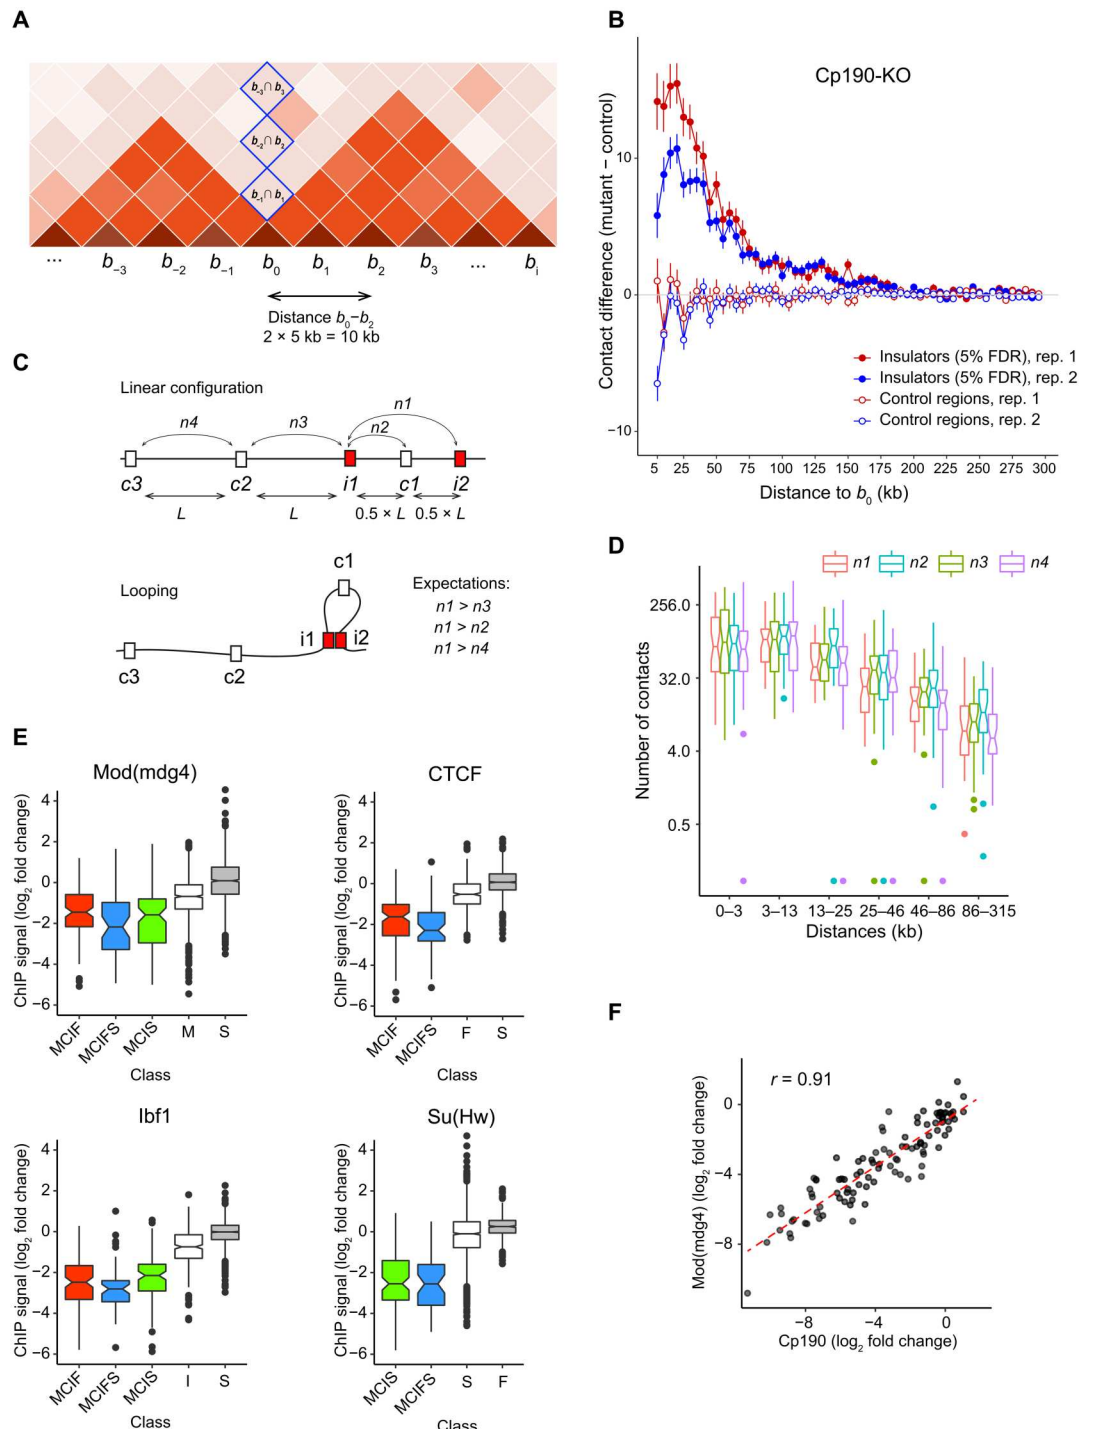 A
b₋₃∩ b₃
b₋₂∩ b₂
b₋₁∩ b₁
... b₋₃ b₋₂ b₋₁ b₀ b₁ b₂ b₃ ... bᵢ
Distance b₀–b₂
2 × 5 kb = 10 kb
B
Cp190-KO
Contact difference (mutant − control)
10
0
−10
Insulators (5% FDR), rep. 1
Insulators (5% FDR), rep. 2
Control regions, rep. 1
Control regions, rep. 2
5 25 50 75 100 125 150 175 200 225 250 275 300
Distance to b₀ (kb)
C
Linear configuration
n1
n4 n3 n2
c3 c2 i1 c1 i2
L L 0.5 × L 0.5 × L
Looping
c1
i1 i2
c3 c2
Expectations:
n1 > n3
n1 > n2
n1 > n4
D
n1 n2 n3 n4
Number of contacts
256.0
32.0
4.0
0.5
0–3 3–13 13–25 25–46 46–86 86–315
Distances (kb)
E
Mod(mdg4)
ChIP signal (log₂ fold change)
4
2
0
−2
−4
−6
MCIF MCIFS MCIS M S
Class
CTCF
ChIP signal (log₂ fold change)
4
2
0
−2
−4
−6
MCIF MCIFS F S
Class
Ibf1
ChIP signal (log₂ fold change)
4
2
0
−2
−4
−6
MCIF MCIFS MCIS I S
Class
Su(Hw)
ChIP signal (log₂ fold change)
4
2
0
−2
−4
−6
MCIS MCIFS S F
Class
F
r = 0.91
Mod(mdg4) (log₂ fold change)
0
−4
−8
−8 −4 0
Cp190 (log₂ fold change)